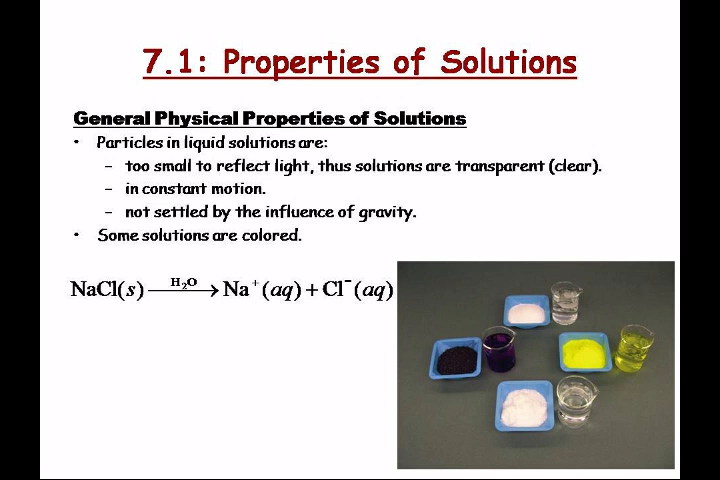 7.1: Properties of Solutions
General Physical Properties of Solutions
• Particles in liquid solutions are:
– too small to reflect light, thus solutions are transparent (clear).
– in constant motion.
– not settled by the influence of gravity.
• Some solutions are colored.
NaCl(s) —H₂O→ Na⁺(aq) + Cl⁻(aq)